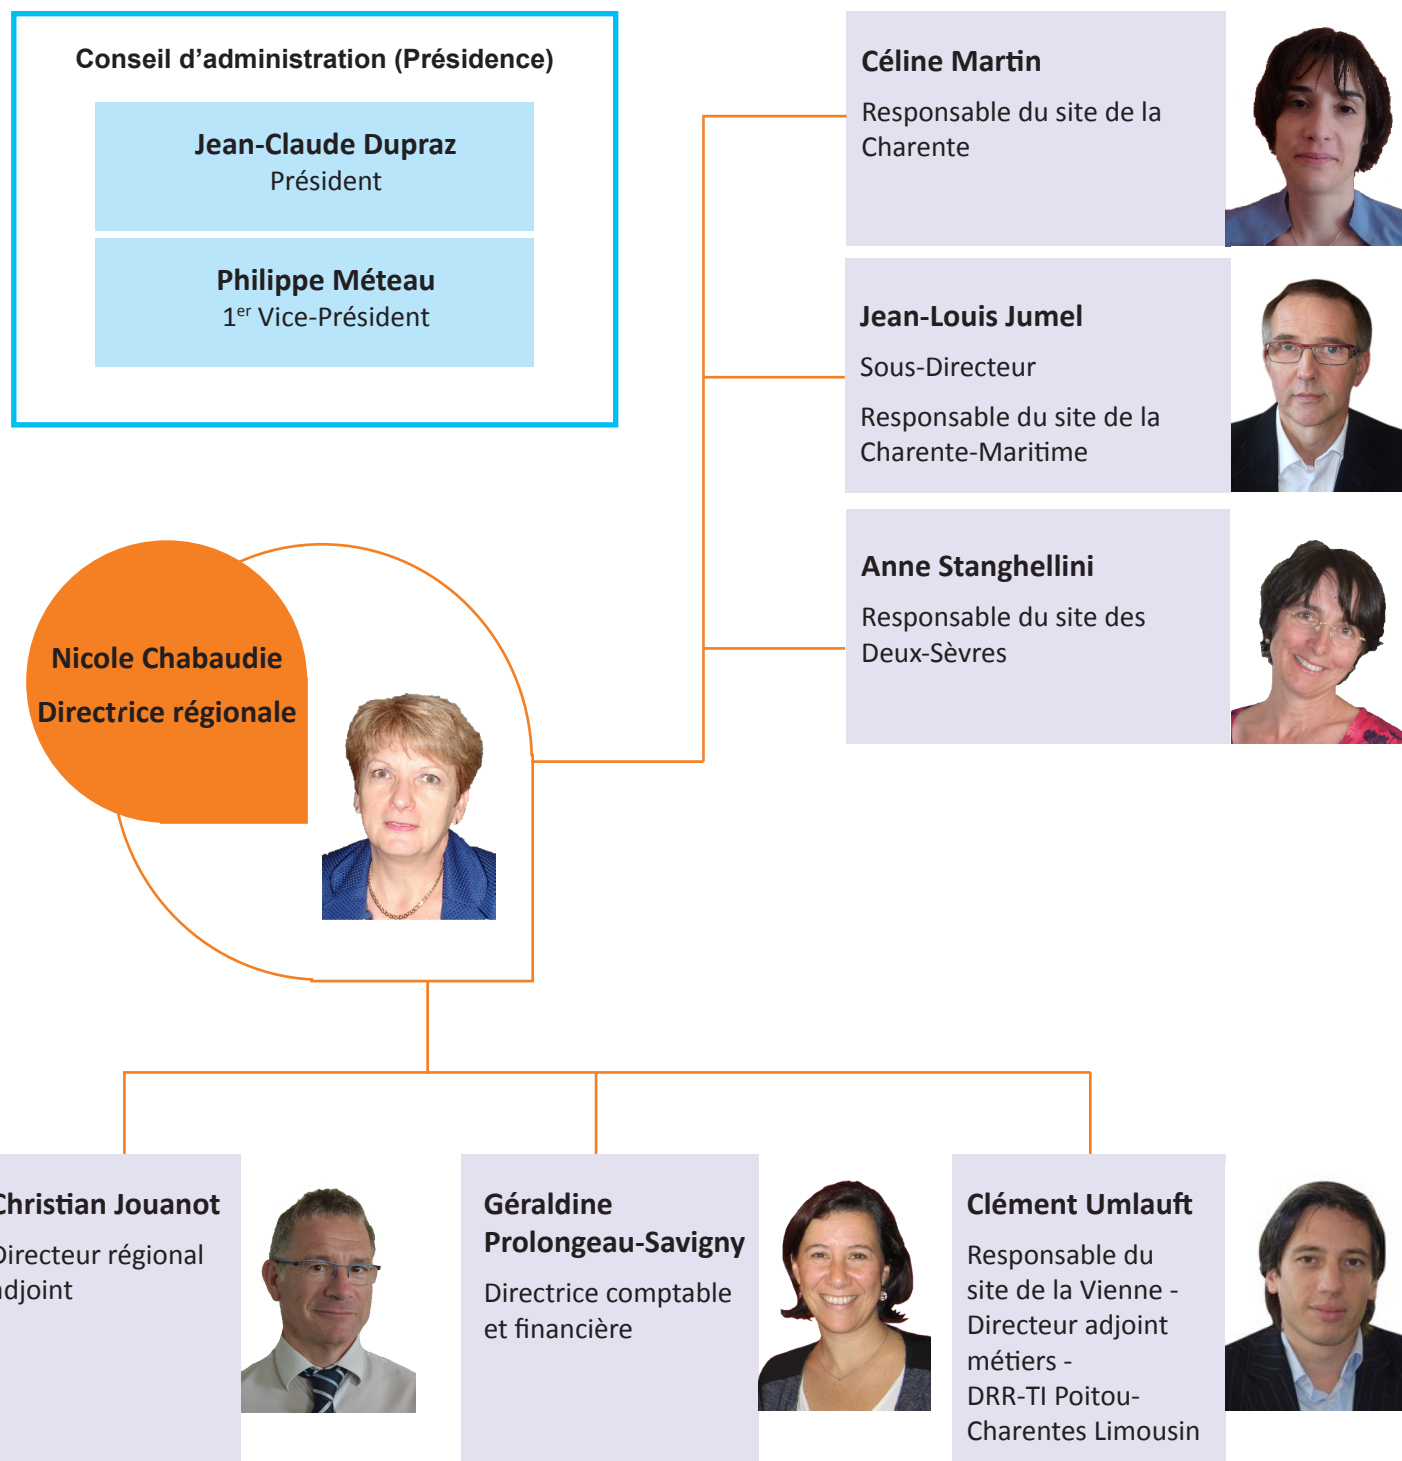 Conseil d’administration (Présidence)
Jean-Claude Dupraz
Président
Philippe Méteau
1er Vice-Président
Céline Martin
Responsable du site de la
Charente
Jean-Louis Jumel
Sous-Directeur
Responsable du site de la
Charente-Maritime
Anne Stanghellini
Responsable du site des
Deux-Sèvres
Nicole Chabaudie
Directrice régionale
Christian Jouanot
Directeur régional
adjoint
Géraldine
Prolongeau-Savigny
Directrice comptable
et financière
Clément Umlauft
Responsable du
site de la Vienne -
Directeur adjoint
métiers -
DRR-TI Poitou-
Charentes Limousin